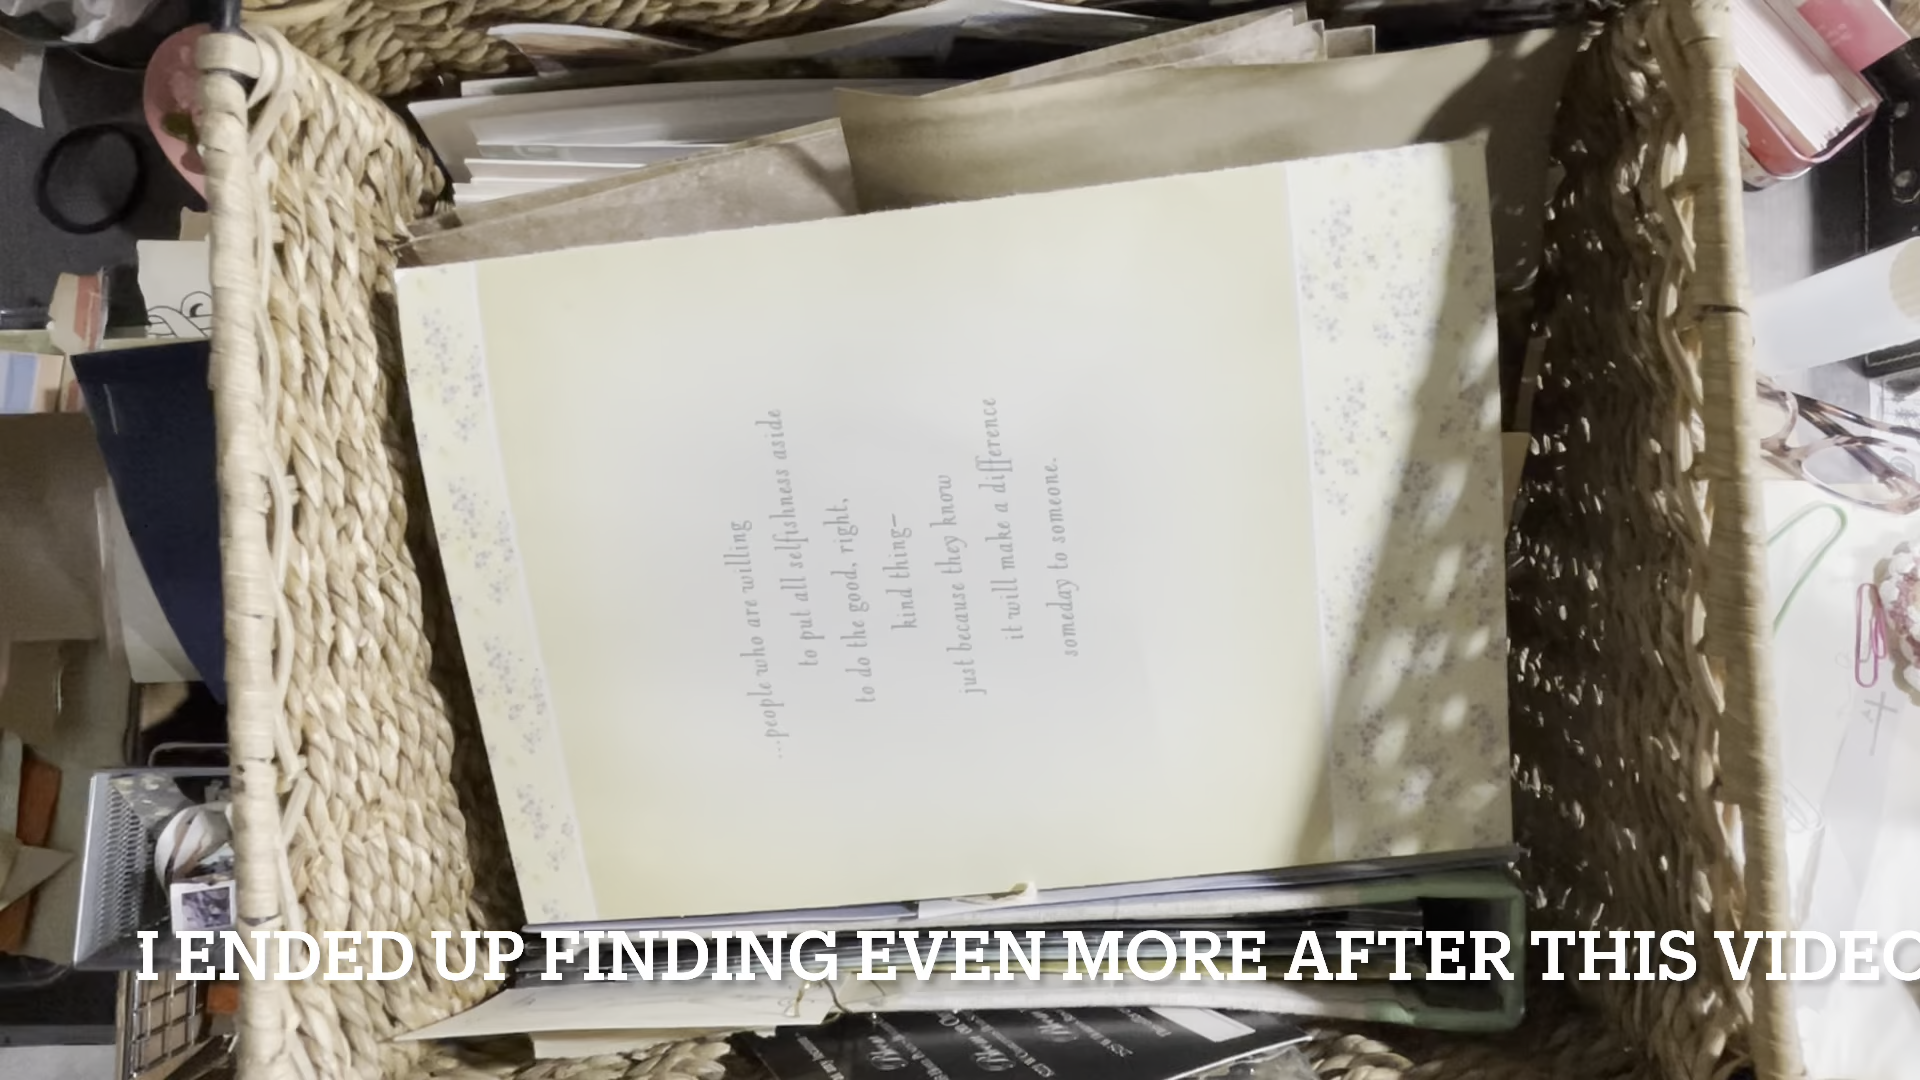 ...people who are willing
to put all selfishness aside
to do the good, right,
kind thing—
just because they know
it will make a difference
someday to someone.
I ENDED UP FINDING EVEN MORE AFTER THIS VIDEO